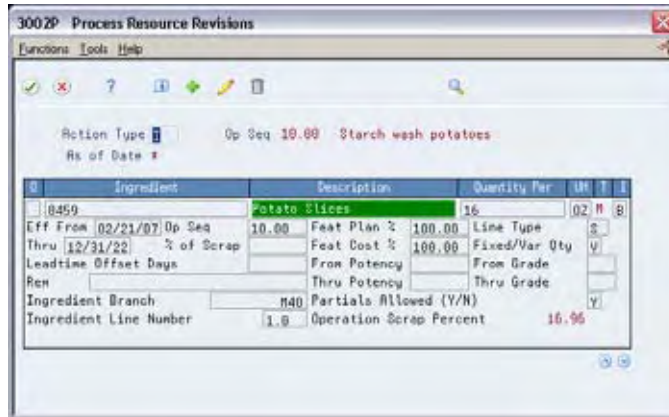 3002P Process Resource Revisions
Functions Tools Help
Action Type I Op Seq 10.00 Starch wash potatoes
As of Date *
O Ingredient Description Quantity Per UM T I
8459 Potato Slices 16 OZ M B
Eff From 02/21/07 Op Seq 10.00 Feat Plan % 100.00 Line Type S
Thru 12/31/22 % of Scrap Feat Cost % 100.00 Fixed/Var Qty V
Leadtime Offset Days From Potency From Grade
Rem Thru Potency Thru Grade
Ingredient Branch M40 Partials Allowed (Y/N) Y
Ingredient Line Number 1.0 Operation Scrap Percent 16.96